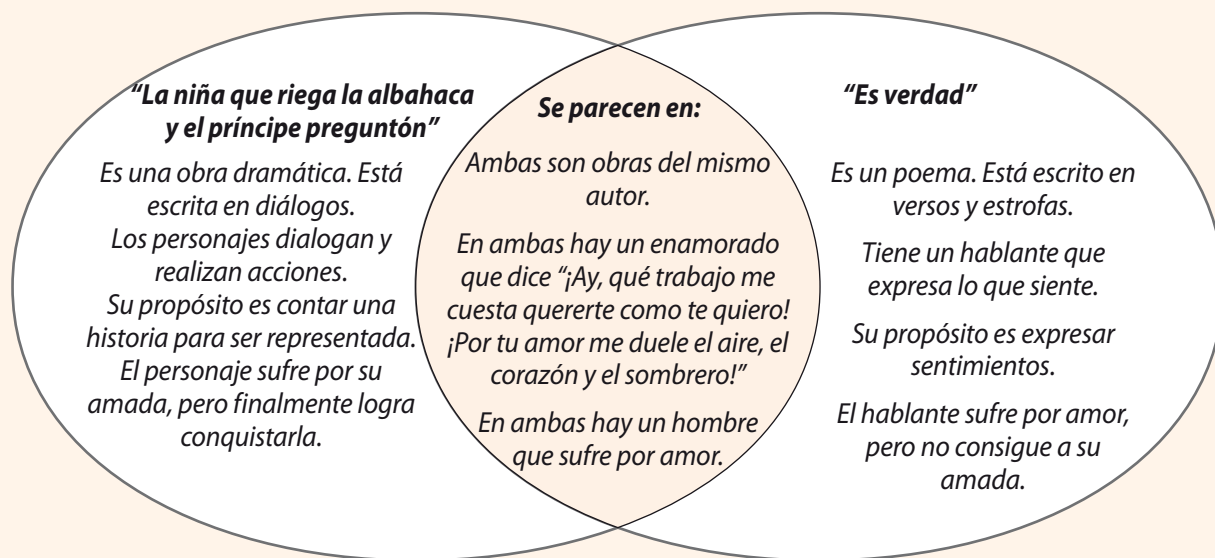 “La niña que riega la albahaca
y el príncipe preguntón”
Es una obra dramática. Está
escrita en diálogos.
Los personajes dialogan y
realizan acciones.
Su propósito es contar una
historia para ser representada.
El personaje sufre por su
amada, pero finalmente logra
conquistarla.
Se parecen en:
Ambas son obras del mismo
autor.
En ambas hay un enamorado
que dice “¡Ay, qué trabajo me
cuesta quererte como te quiero!
¡Por tu amor me duele el aire, el
corazón y el sombrero!”
En ambas hay un hombre
que sufre por amor.
“Es verdad”
Es un poema. Está escrito en
versos y estrofas.
Tiene un hablante que
expresa lo que siente.
Su propósito es expresar
sentimientos.
El hablante sufre por amor,
pero no consigue a su
amada.